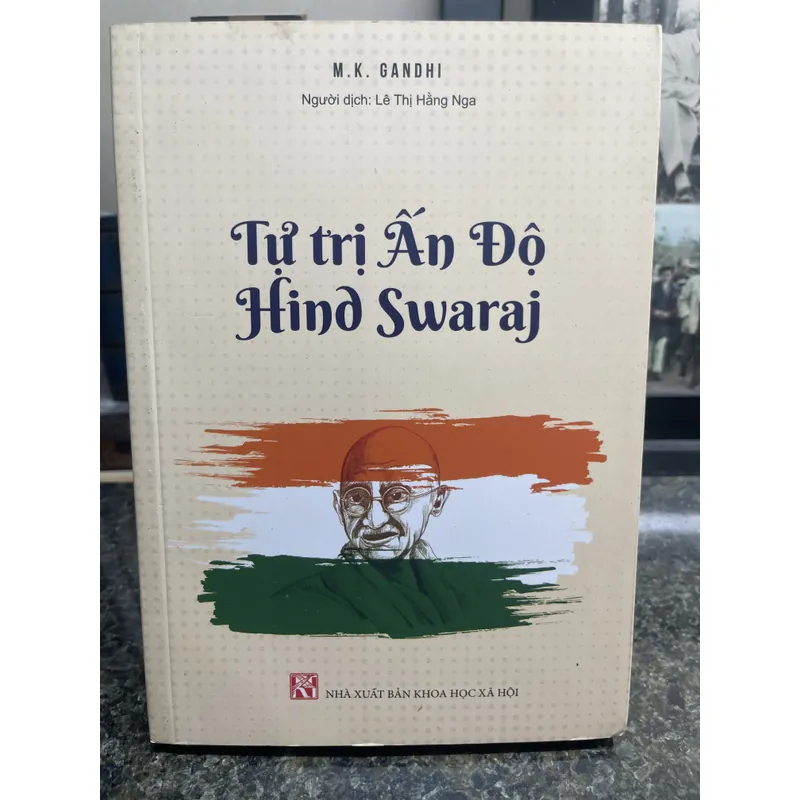 M.K. GANDHI
Người dịch: Lê Thị Hằng Nga
Tự trị Ấn Độ
Hind Swaraj
NHÀ XUẤT BẢN KHOA HỌC XÃ HỘI